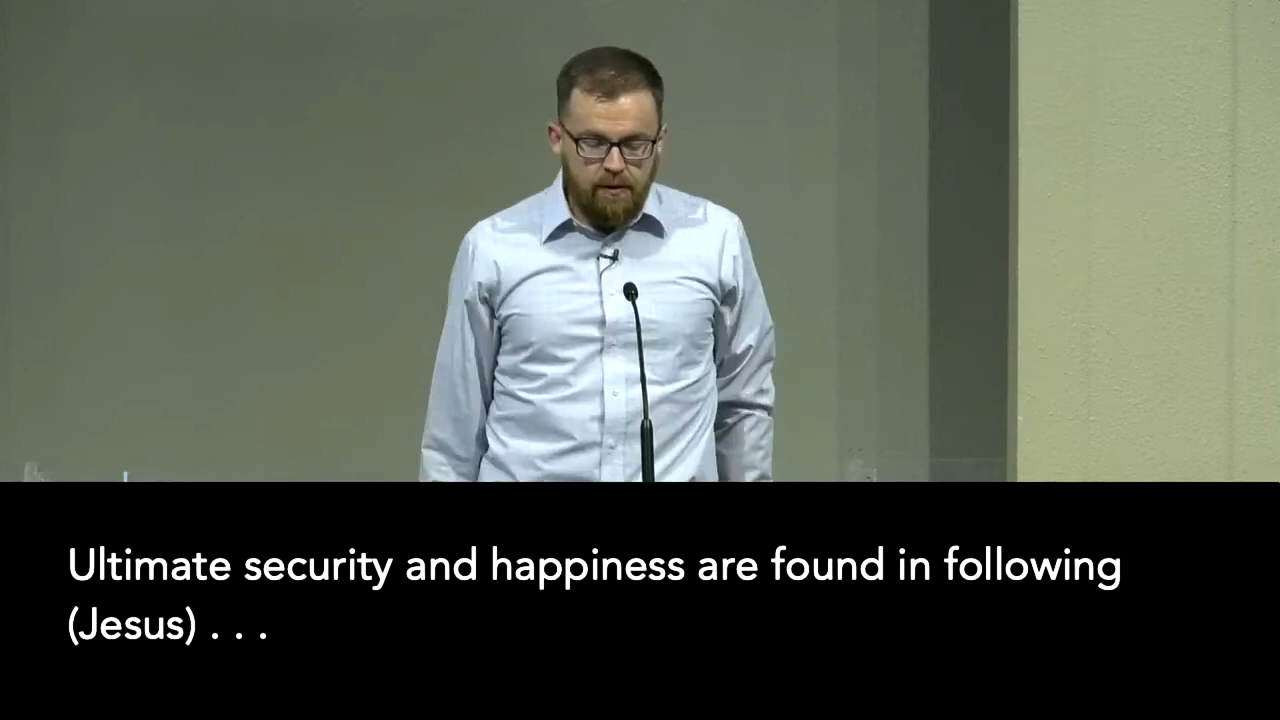 Ultimate security and happiness are found in following
(Jesus) . . .